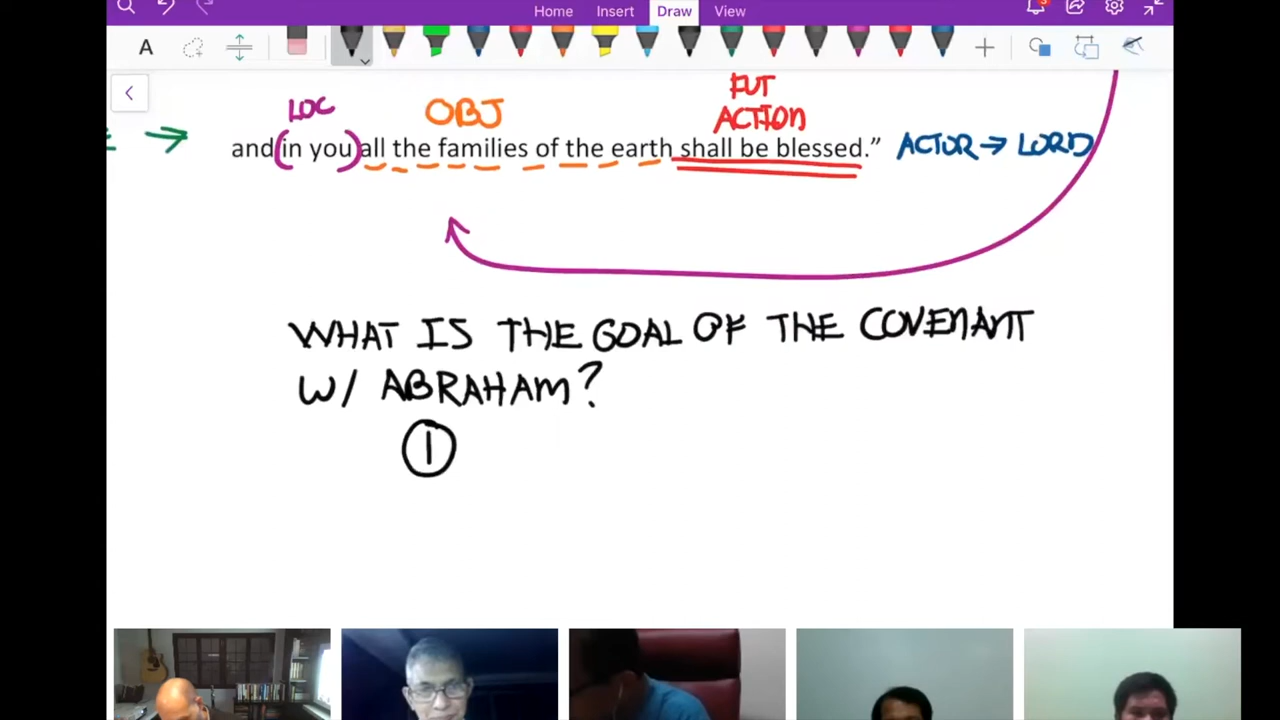 Home Insert Draw View
A
3
LOC OBJ FUT
ACTION
and (in you) all the families of the earth shall be blessed.” ACTOR → LORD
WHAT IS THE GOAL OF THE COVENANT
W/ ABRAHAM?
1